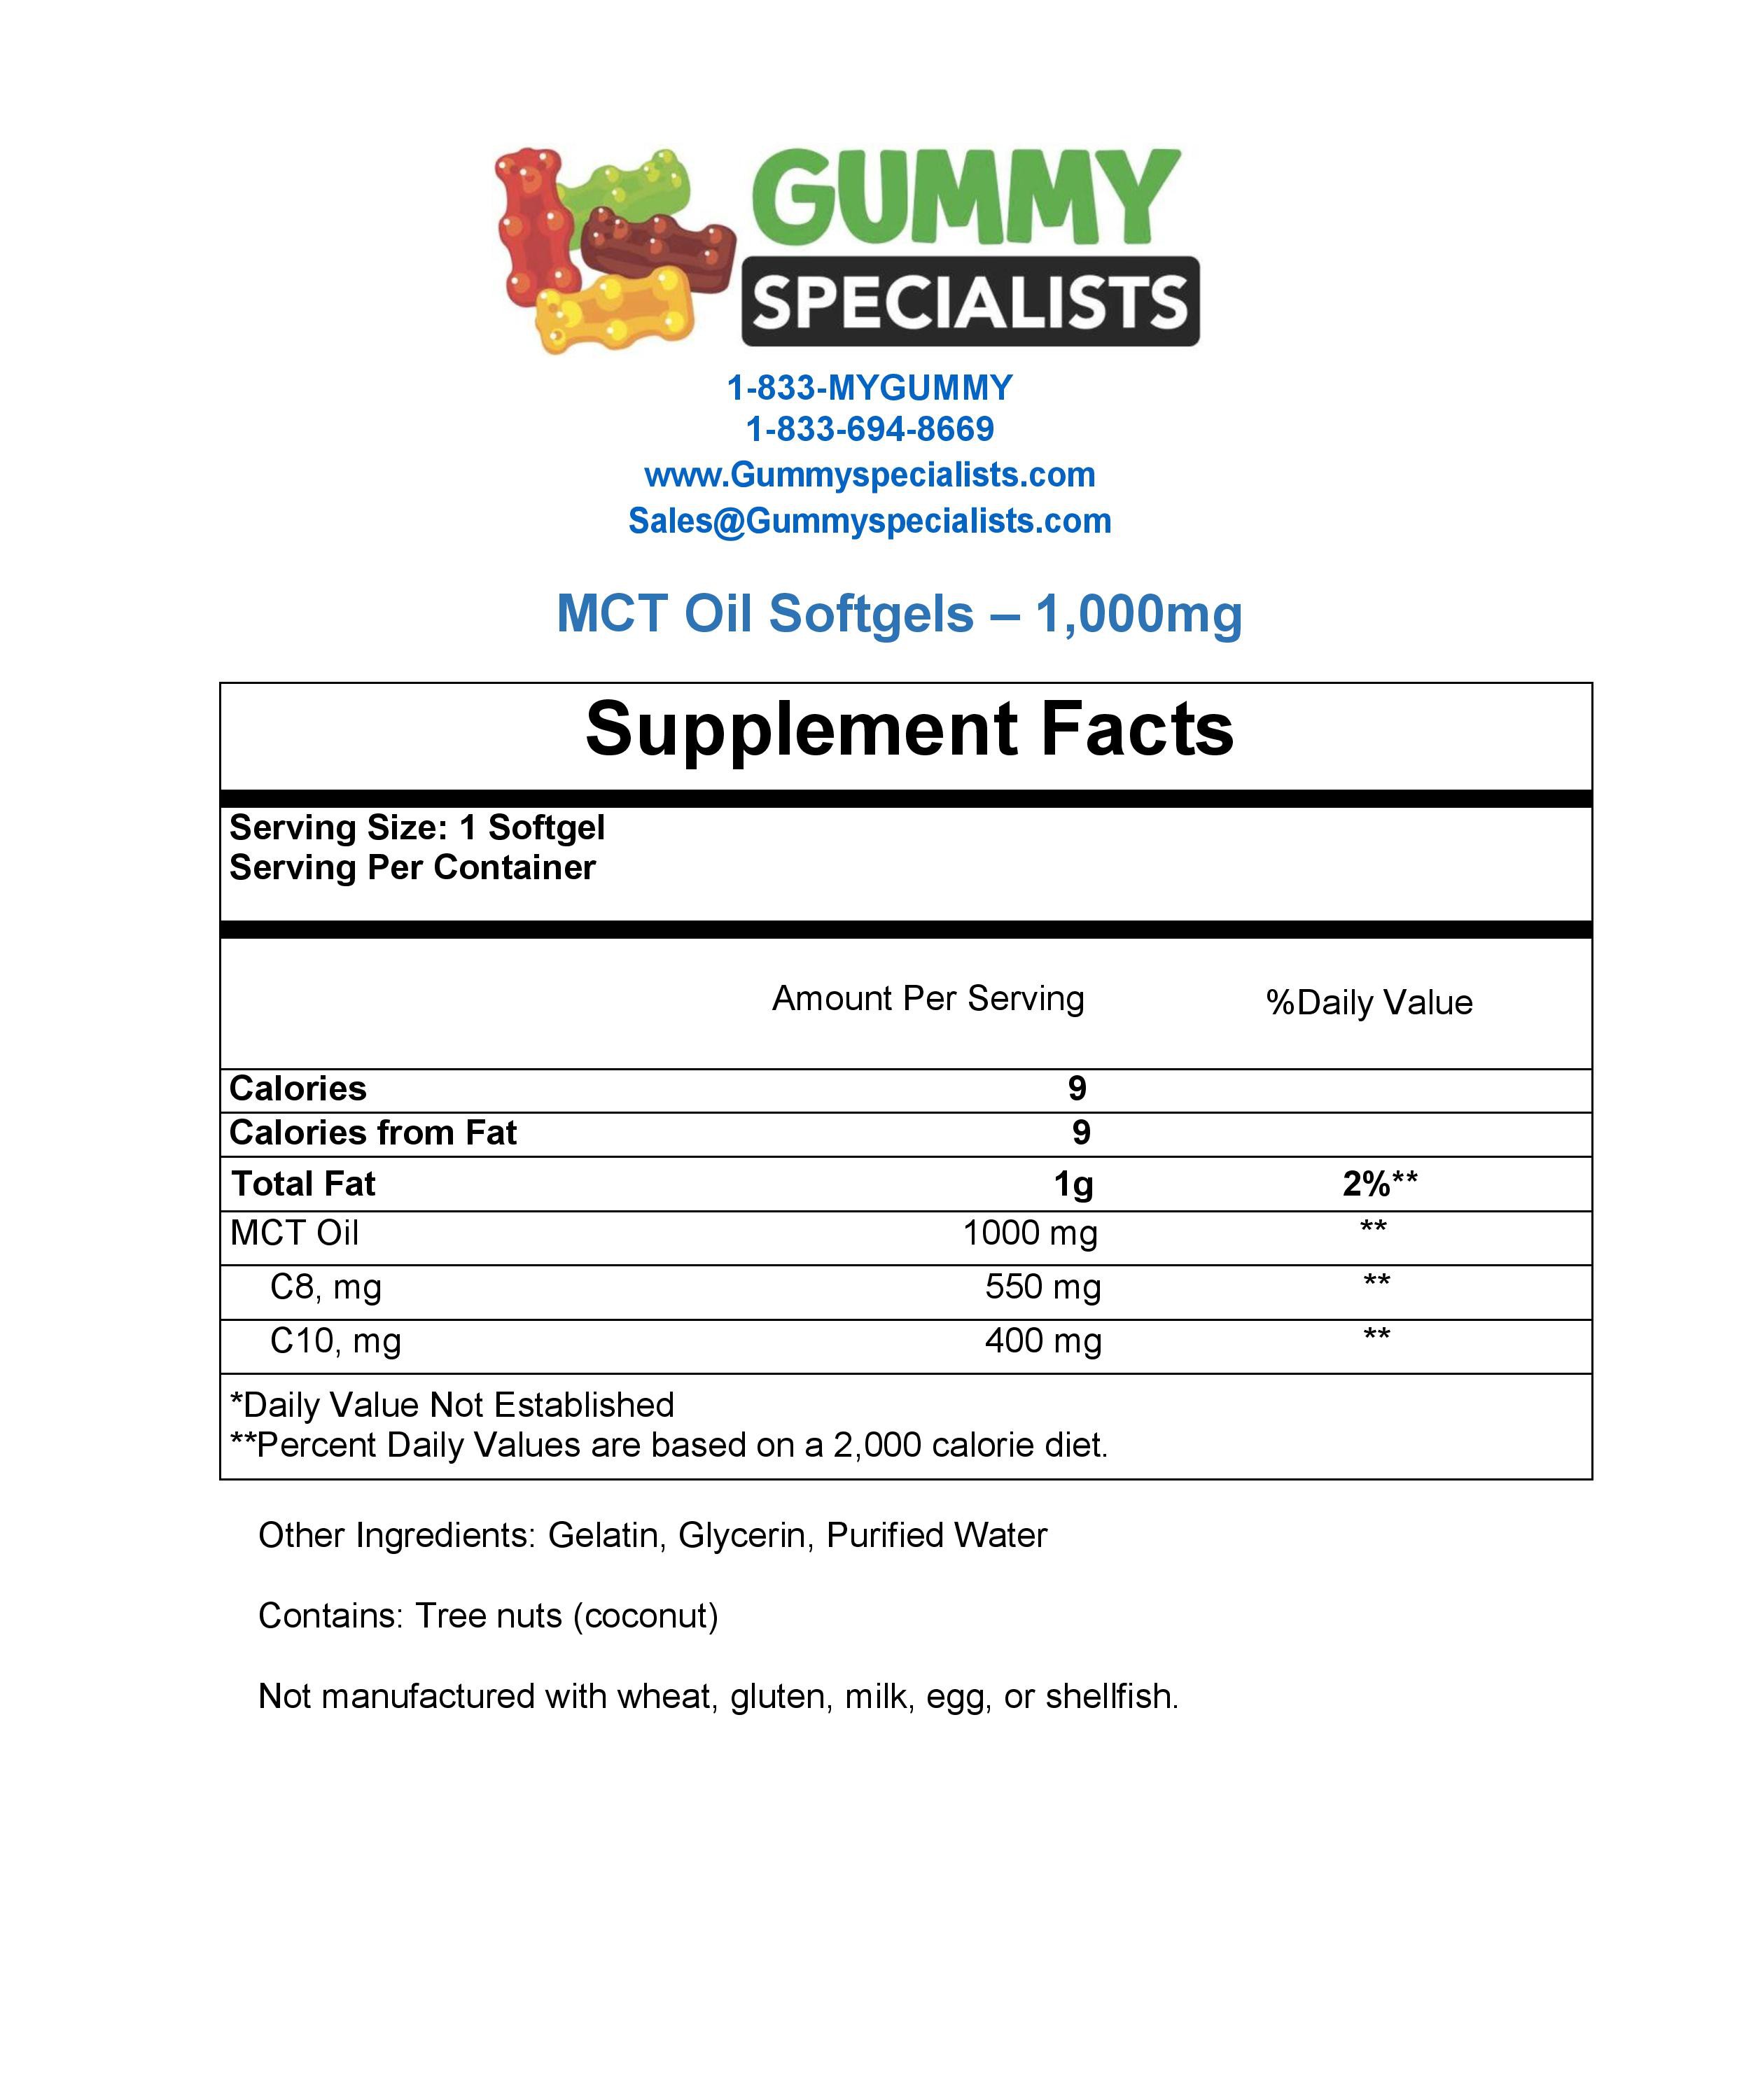 GUMMY
SPECIALISTS
1-833-MYGUMMY
1-833-694-8669
www.Gummyspecialists.com
Sales@Gummyspecialists.com
MCT Oil Softgels – 1,000mg
Supplement Facts
Serving Size: 1 Softgel
Serving Per Container
Amount Per Serving %Daily Value
Calories 9
Calories from Fat 9
Total Fat 1g 2%**
MCT Oil 1000 mg **
C8, mg 550 mg **
C10, mg 400 mg **
*Daily Value Not Established
**Percent Daily Values are based on a 2,000 calorie diet.
Other Ingredients: Gelatin, Glycerin, Purified Water
Contains: Tree nuts (coconut)
Not manufactured with wheat, gluten, milk, egg, or shellfish.